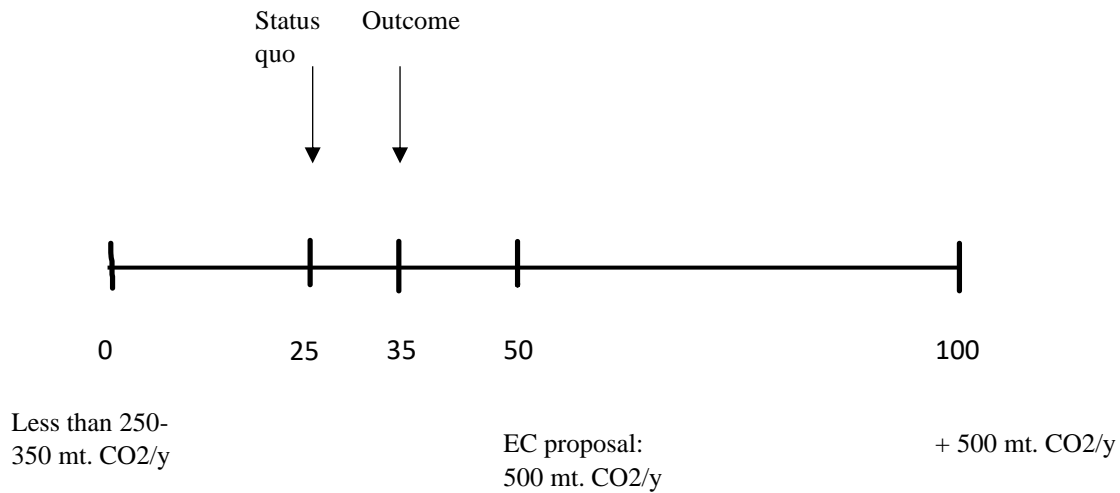 Status
quo
Outcome
0
25
35
50
100
Less than 250-
350 mt. CO2/y
EC proposal:
500 mt. CO2/y
+ 500 mt. CO2/y